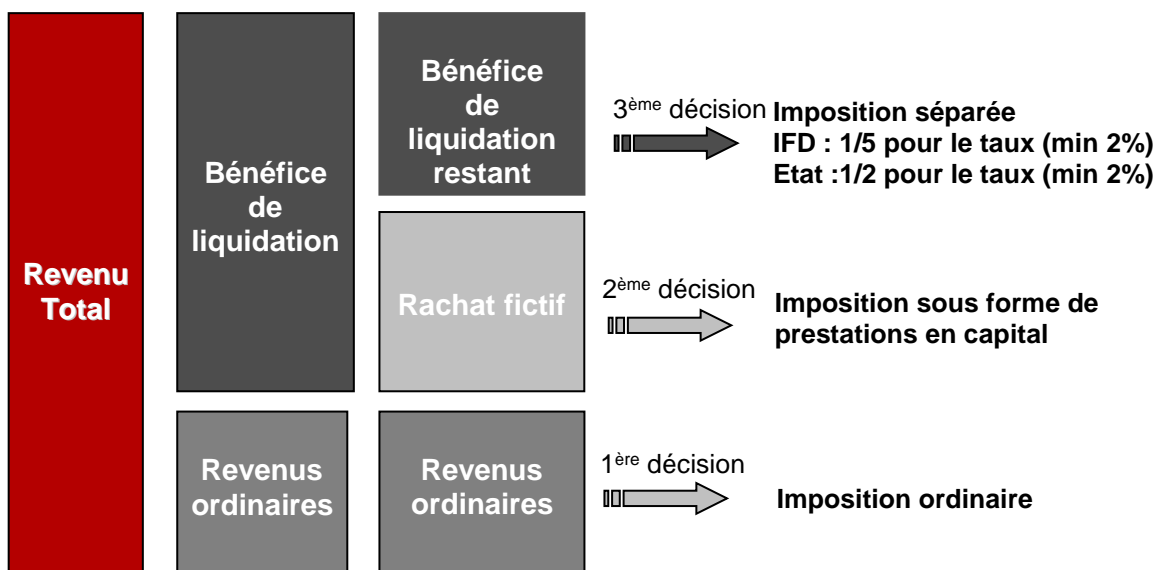 Revenu
Total
Bénéfice
de
liquidation
Revenus
ordinaires
Bénéfice
de
liquidation
restant
Rachat fictif
Revenus
ordinaires
3ème décision
Imposition séparée
IFD : 1/5 pour le taux (min 2%)
Etat :1/2 pour le taux (min 2%)
2ème décision
Imposition sous forme de
prestations en capital
1ère décision
Imposition ordinaire